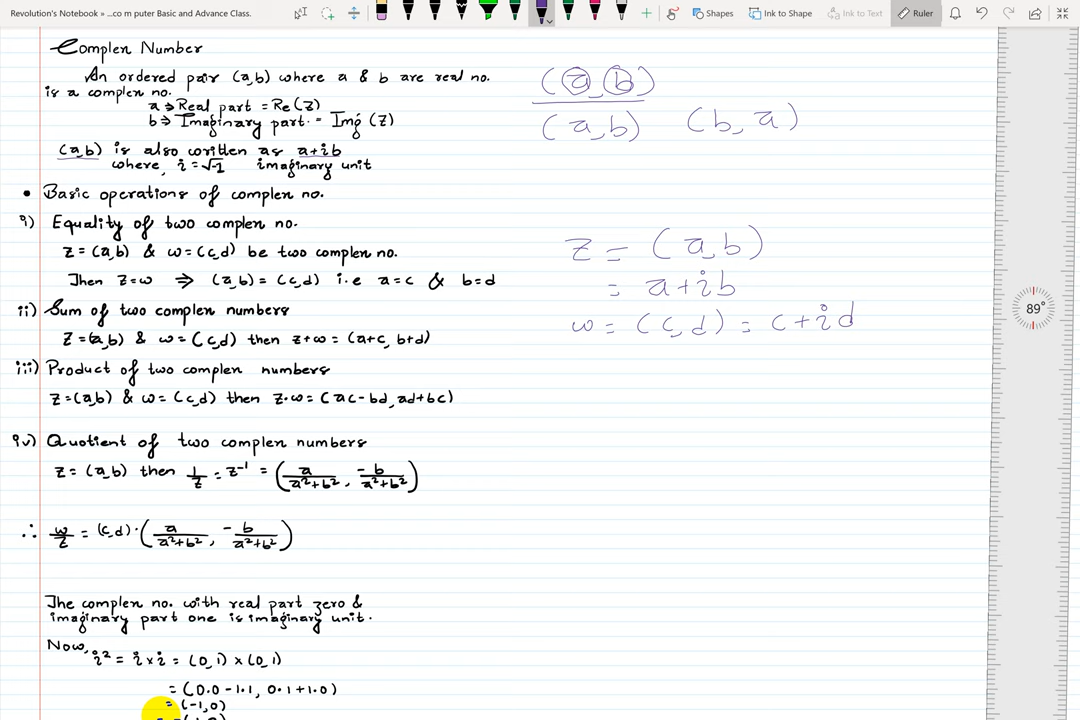 Revolution's Notebook » ...co m puter Basic and Advance Class.
Shapes
Ink to Shape
Ink to Text
Ruler
Complex Number
An ordered pair (a,b) where a & b are real no.
is a complex no.
a → Real part = Re(z)
b → Imaginary part = Img(z)
(a,b) is also written as a+ib
where, i = √-1 imaginary unit
• Basic operations of complex no.
i) Equality of two complex no.
z = (a,b) & w = (c,d) be two complex no.
Then z=w ⇒ (a,b) = (c,d) i.e a=c & b=d
ii) Sum of two complex numbers
z = (a,b) & w = (c,d) then z+w = (a+c, b+d)
iii) Product of two complex numbers
z = (a,b) & w = (c,d) then z·w = (ac-bd, ad+bc)
iv) Quotient of two complex numbers
z = (a,b) then 1/z = z⁻¹ = (a/(a²+b²), -b/(a²+b²))
∴ w/z = (c,d)·(a/(a²+b²), -b/(a²+b²))
The complex no. with real part zero &
imaginary part one is imaginary unit.
Now,
i² = i × i = (0,1) × (0,1)
= (0.0 - 1.1, 0.1 + 1.0)
= (-1,0)
(a,b)
(a,b) (b,a)
z = (a,b)
= a+ib
w = (c,d) = c+id
89°